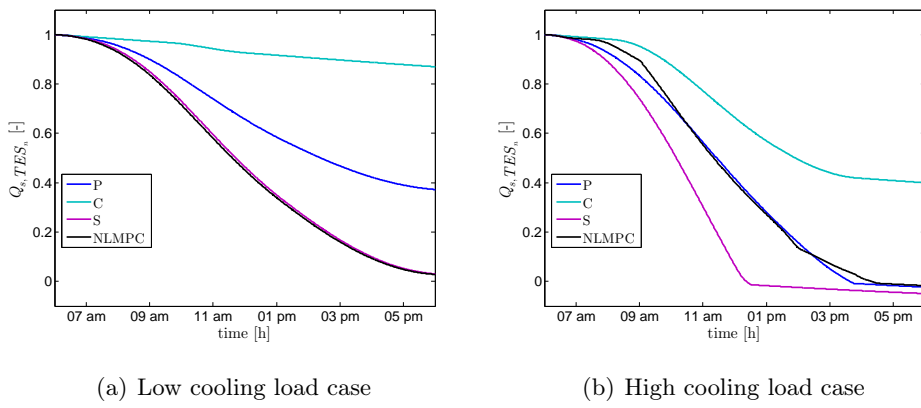 1
0.8
0.6
0.4
0.2
0
Q_{s,TES_n} [-]
P
C
S
NLMPC
07 am 09 am 11 am 01 pm 03 pm 05 pm
time [h]
(a) Low cooling load case
1
0.8
0.6
0.4
0.2
0
Q_{s,TES_n} [-]
P
C
S
NLMPC
07 am 09 am 11 am 01 pm 03 pm 05 pm
time [h]
(b) High cooling load case